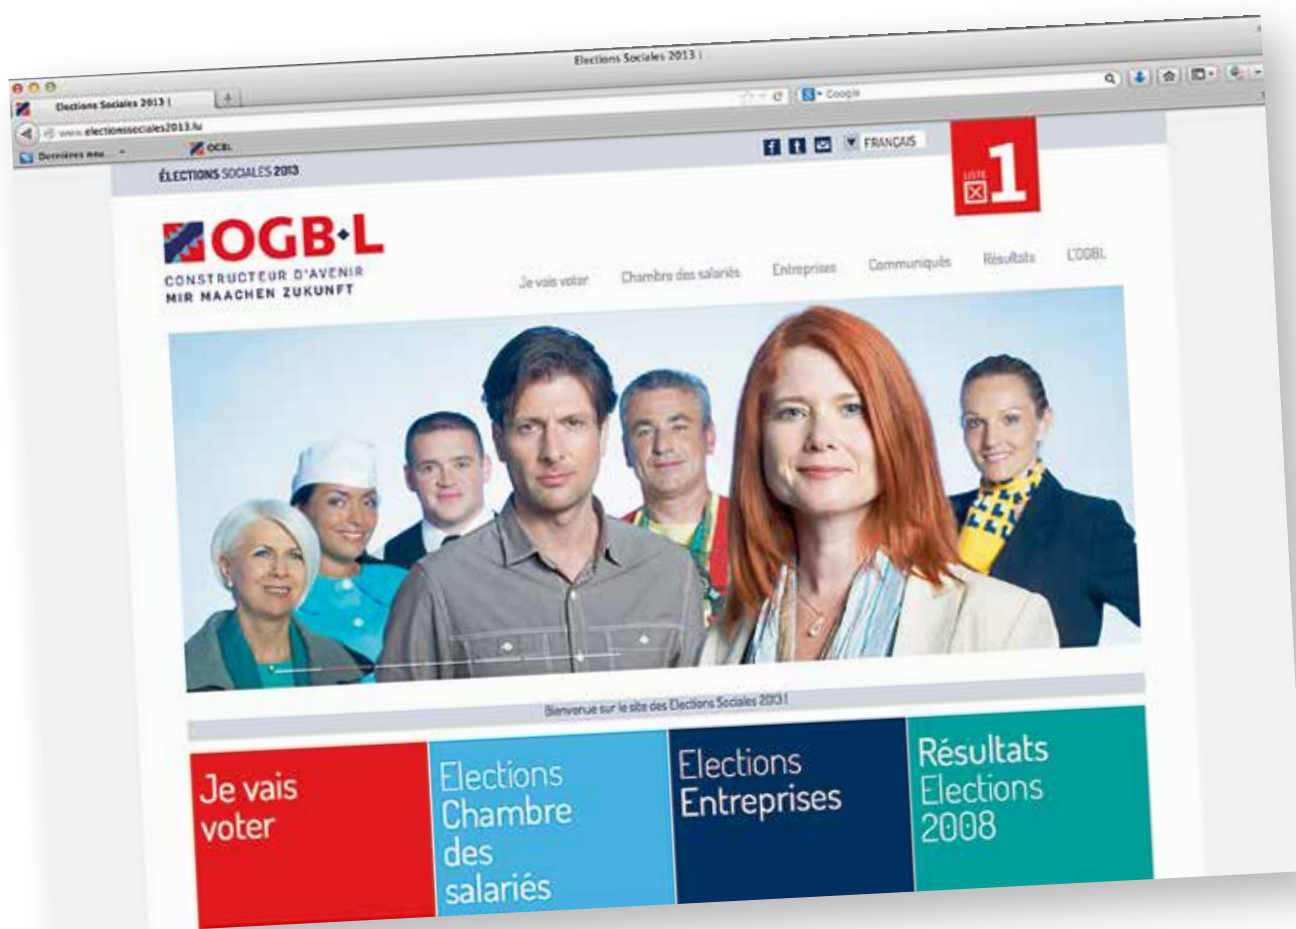 Elections Sociales 2013 |
Elections Sociales 2013 |
www.electionssociales2013.lu
Google
Dernières nou...
OGBL
ÉLECTIONS SOCIALES 2013
FRANÇAIS
LISTE
1
OGB•L
CONSTRUCTEUR D'AVENIR
MIR MAACHEN ZUKUNFT
Je vais voter
Chambre des salariés
Entreprises
Communiqués
Résultats
L'OGBL
Bienvenue sur le site des Elections Sociales 2013 !
Je vais
voter
Elections
Chambre
des
salariés
Elections
Entreprises
Résultats
Elections
2008